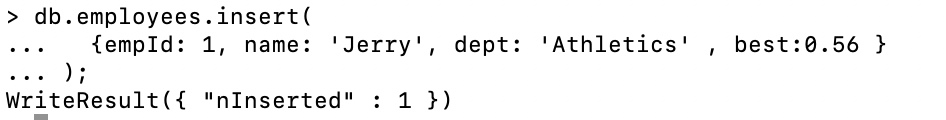 > db.employees.insert(
...   {empId: 1, name: 'Jerry', dept: 'Athletics' , best:0.56 }
... );
WriteResult({ "nInserted" : 1 })